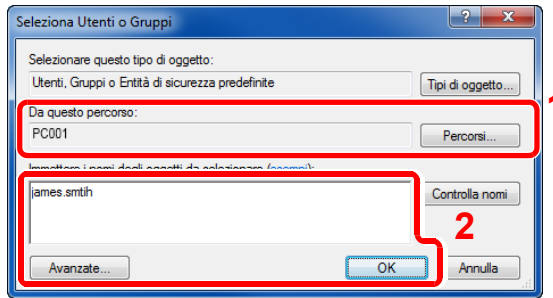 Seleziona Utenti o Gruppi
Selezionare questo tipo di oggetto:
Utenti, Gruppi o Entità di sicurezza predefinite
Tipi di oggetto...
Da questo percorso:
PC001
Percorsi...
Immettere i nomi degli oggetti da selezionare (esempi):
james.smtih
Controlla nomi
2
Avanzate...
OK
Annulla